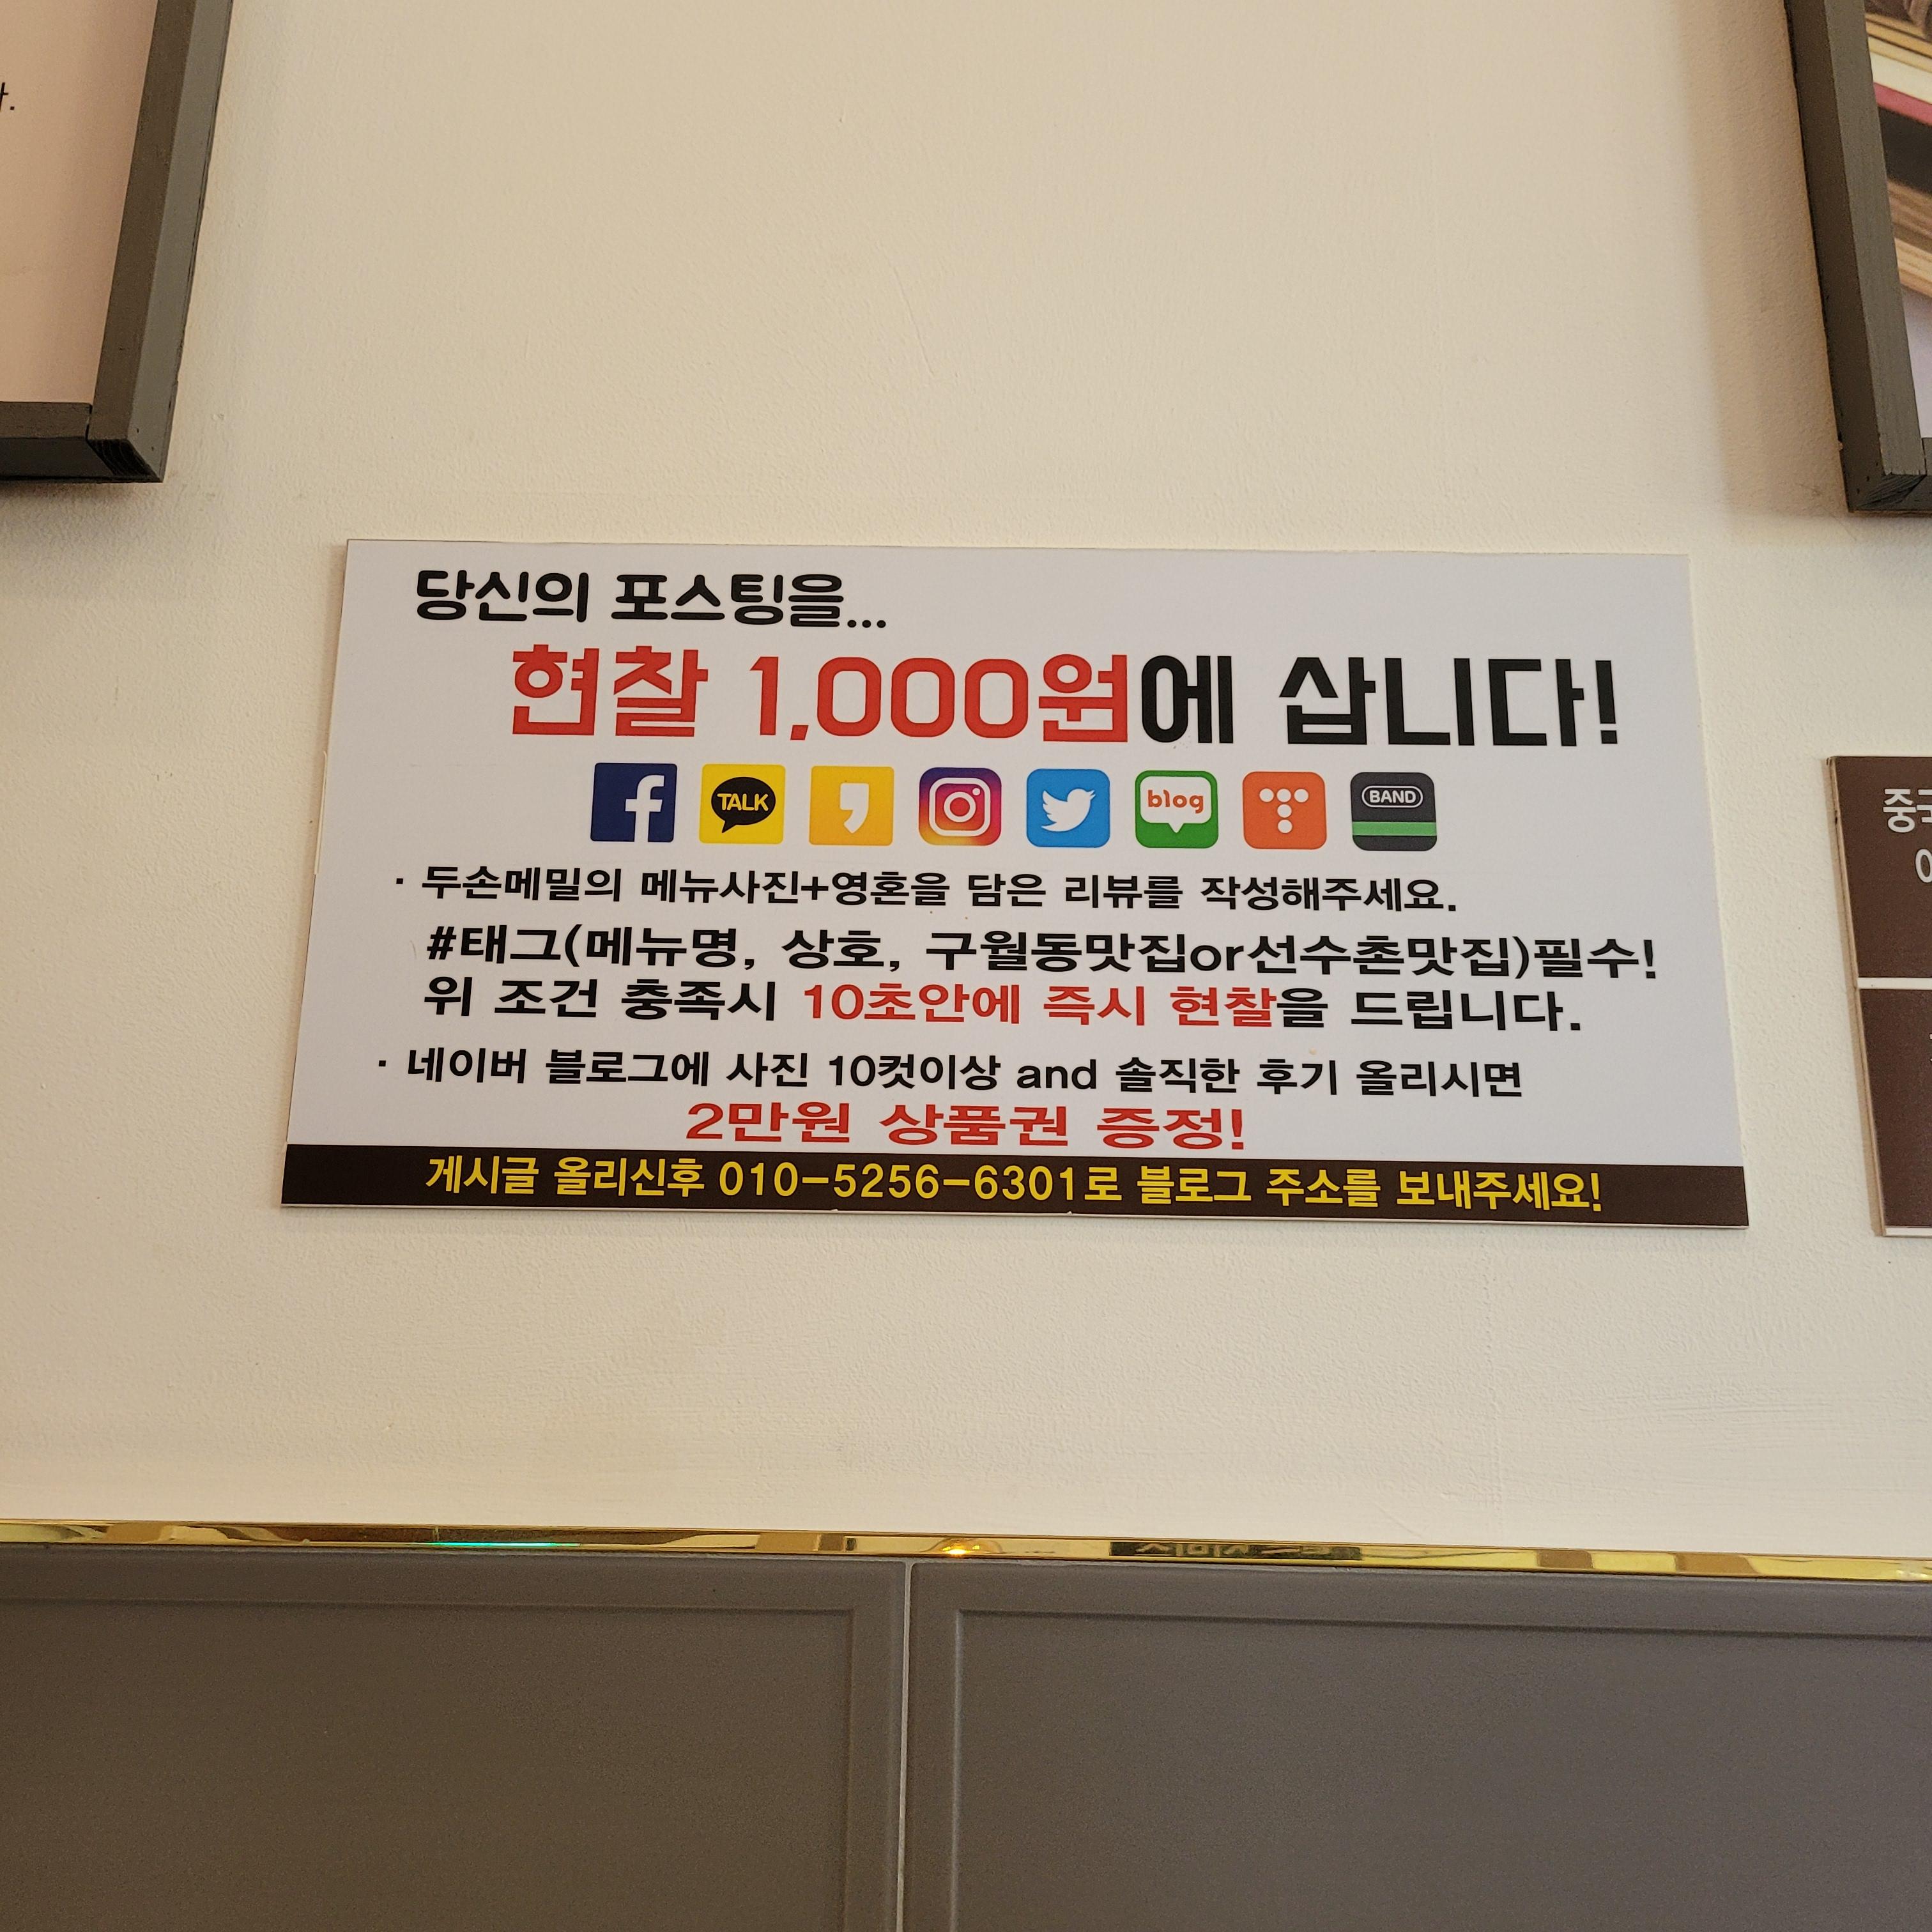 당신의 포스팅을...
현찰 1,000원에 삽니다!
TALK
blog
BAND
· 두손메밀의 메뉴사진+영혼을 담은 리뷰를 작성해주세요.
#태그(메뉴명, 상호, 구월동맛집or선수촌맛집)필수!
위 조건 충족시 10초안에 즉시 현찰을 드립니다.
· 네이버 블로그에 사진 10컷이상 and 솔직한 후기 올리시면
2만원 상품권 증정!
게시글 올리신후 010-5256-6301로 블로그 주소를 보내주세요!